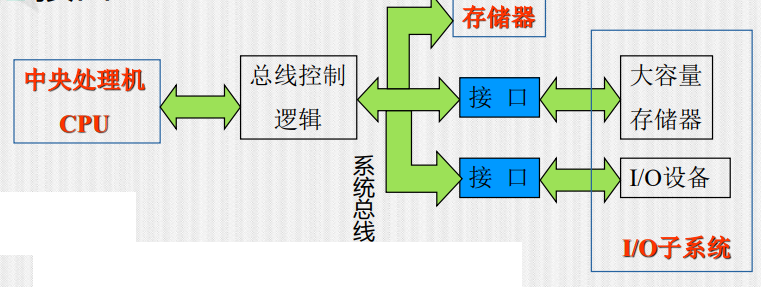 存储器
中央处理机
CPU
总线控制
逻辑
接 口
大容量
存储器
系统总线
接 口
I/O设备
I/O子系统